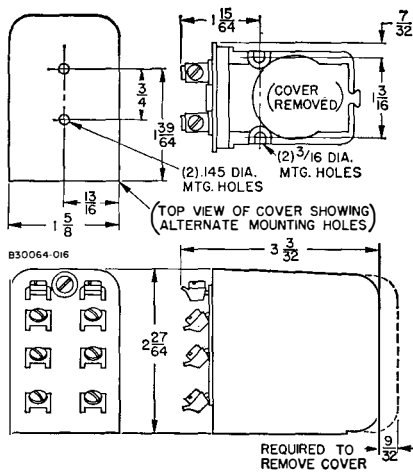 1 15/64
7/32
3/4
1 39/64
(COVER
REMOVED)
1 3/16
(2).145 DIA.
MTG. HOLES
(2) 3/16 DIA.
MTG. HOLES
13/16
1 5/8
(TOP VIEW OF COVER SHOWING
ALTERNATE MOUNTING HOLES)
B30064-016
3 3/32
2 27/64
9/32
REQUIRED TO
REMOVE COVER